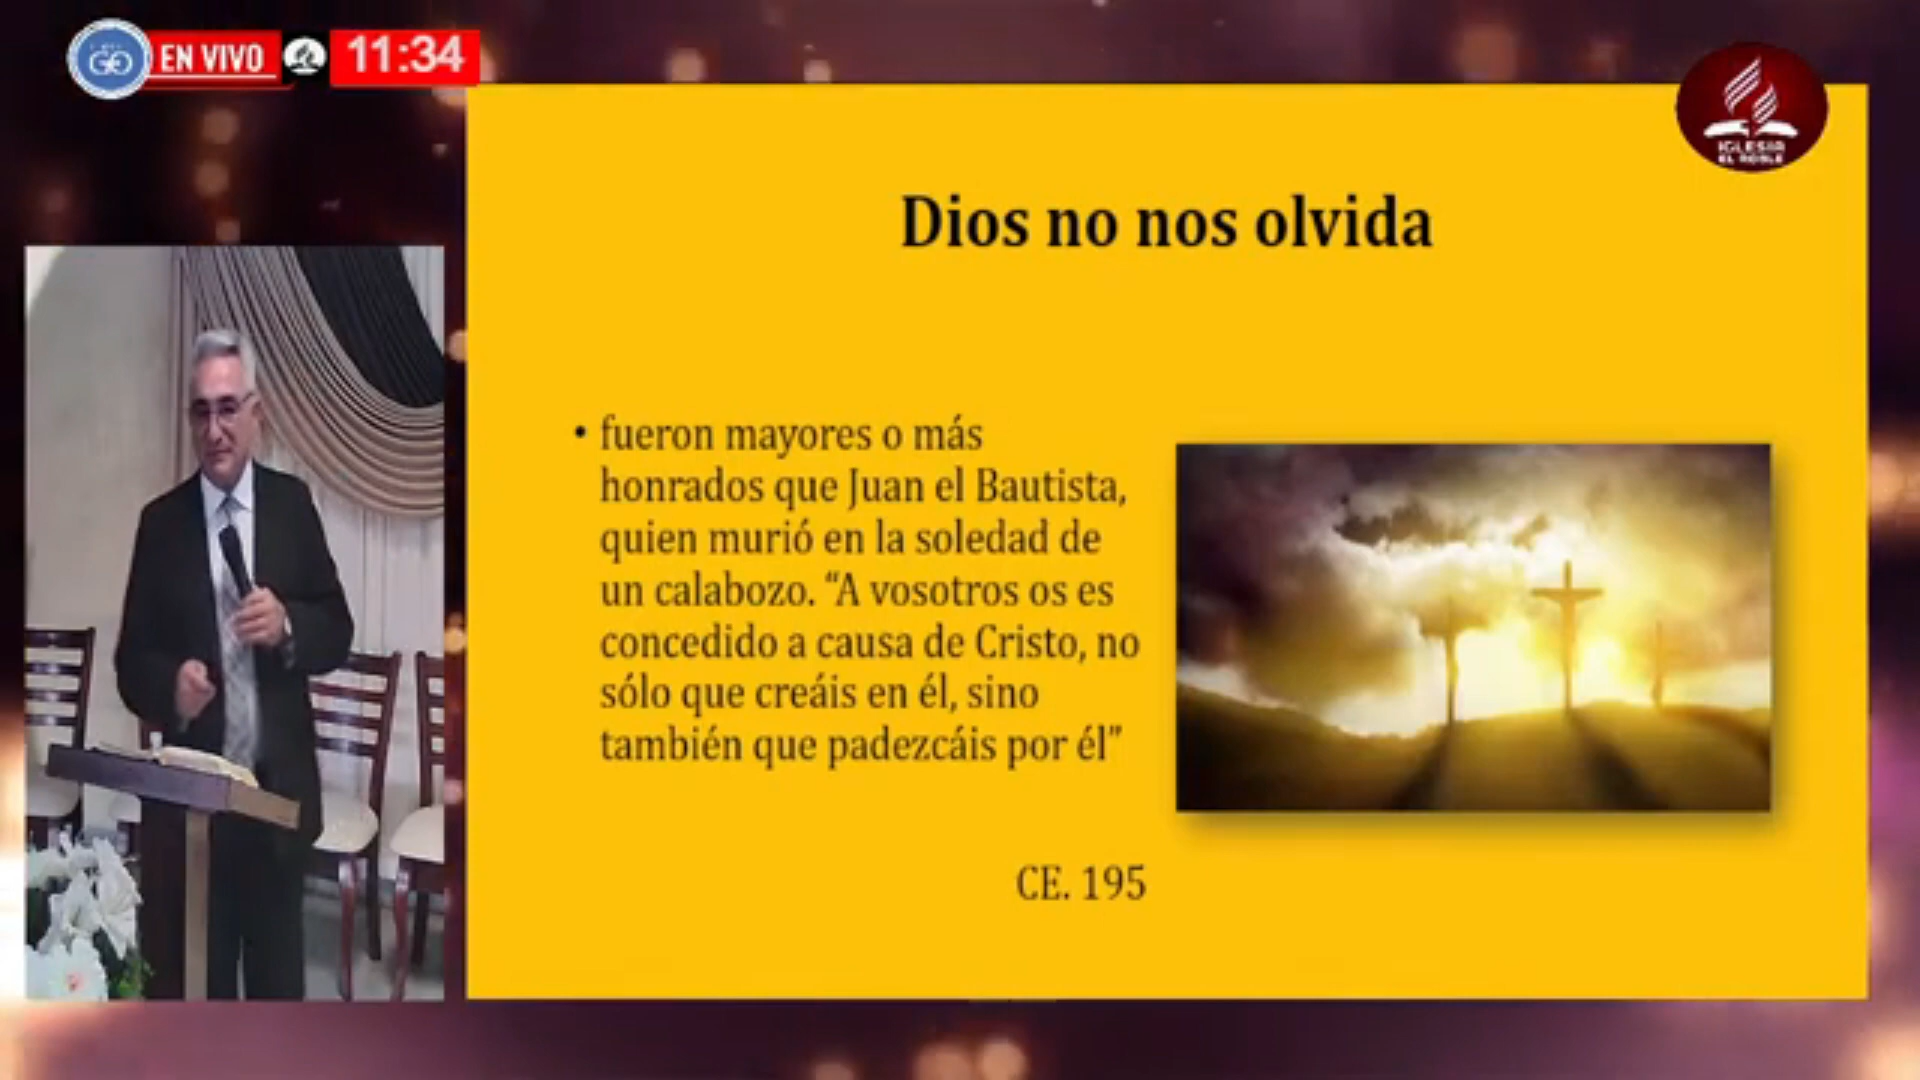 EN VIVO
11:34
IGLESIA
EL ROBLE
Dios no nos olvida
• fueron mayores o más
honrados que Juan el Bautista,
quien murió en la soledad de
un calabozo. “A vosotros os es
concedido a causa de Cristo, no
sólo que creáis en él, sino
también que padezcáis por él”
CE. 195